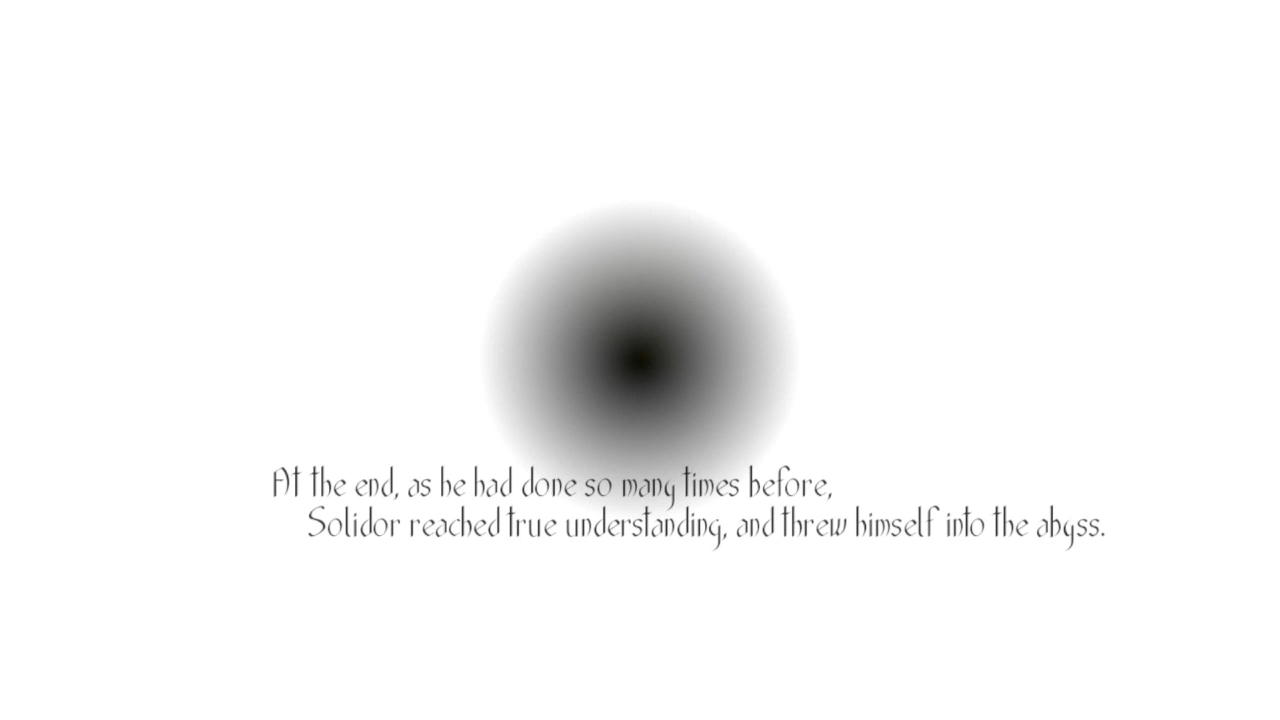 At the end, as he had done so many times before,
Solidor reached true understanding, and threw himself into the abyss.